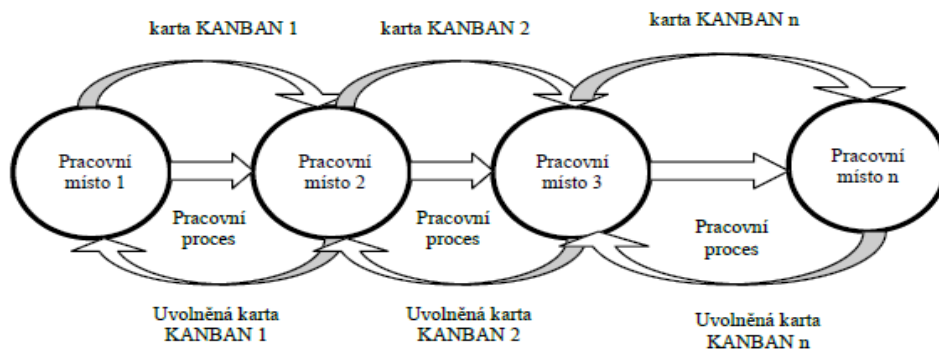 karta KANBAN 1
karta KANBAN 2
karta KANBAN n
Pracovní
místo 1
Pracovní
místo 2
Pracovní
místo 3
Pracovní
místo n
Pracovní
proces
Pracovní
proces
Pracovní
proces
Uvolněná karta
KANBAN 1
Uvolněná karta
KANBAN 2
Uvolněná karta
KANBAN n